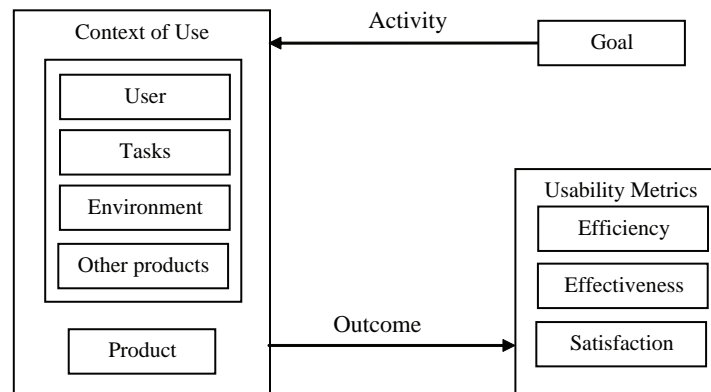 Context of Use
User
Tasks
Environment
Other products
Product
Activity
Goal
Outcome
Usability Metrics
Efficiency
Effectiveness
Satisfaction